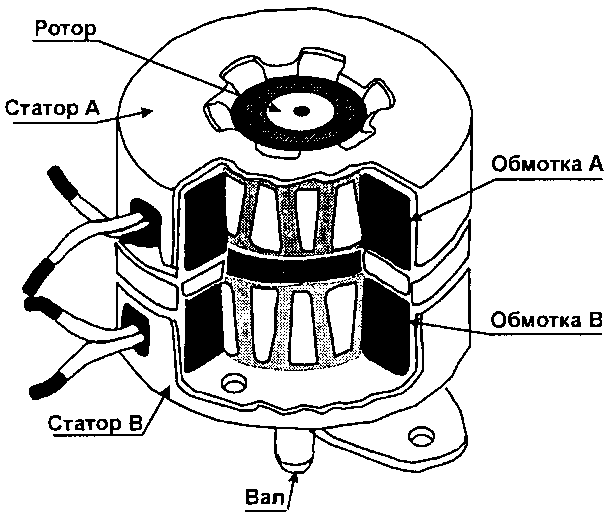 Ротор
Статор А
Обмотка А
Обмотка В
Статор В
Вал